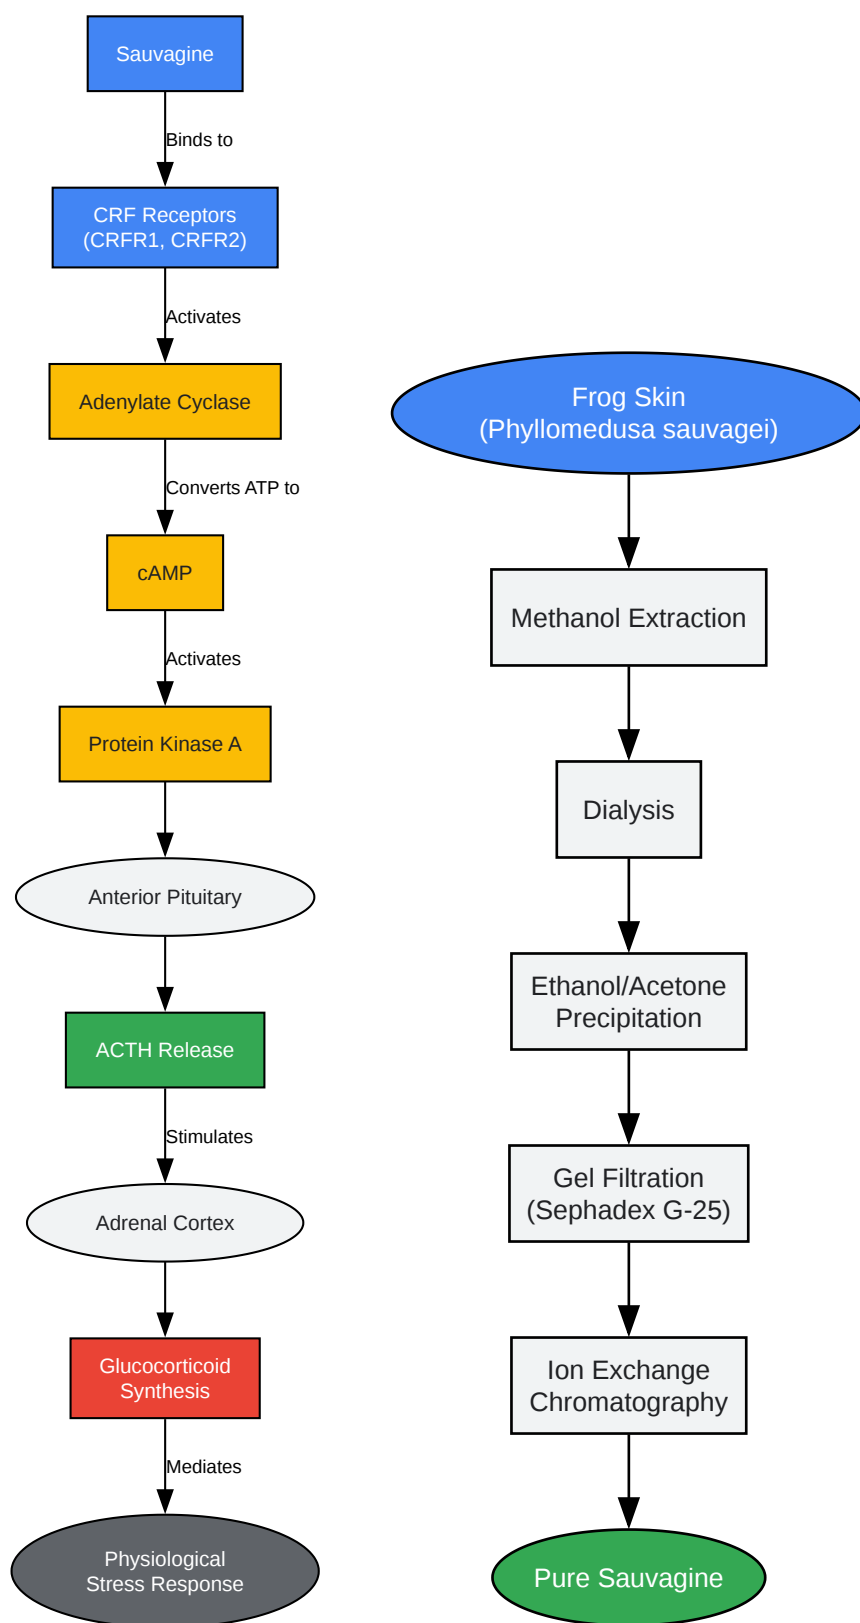 Sauvagine
Binds to
CRF Receptors
(CRFR1, CRFR2)
Activates
Adenylate Cyclase
Converts ATP to
cAMP
Activates
Protein Kinase A
Anterior Pituitary
ACTH Release
Stimulates
Adrenal Cortex
Glucocorticoid
Synthesis
Mediates
Physiological
Stress Response
Frog Skin
(Phyllomedusa sauvagei)
Methanol Extraction
Dialysis
Ethanol/Acetone
Precipitation
Gel Filtration
(Sephadex G-25)
Ion Exchange
Chromatography
Pure Sauvagine